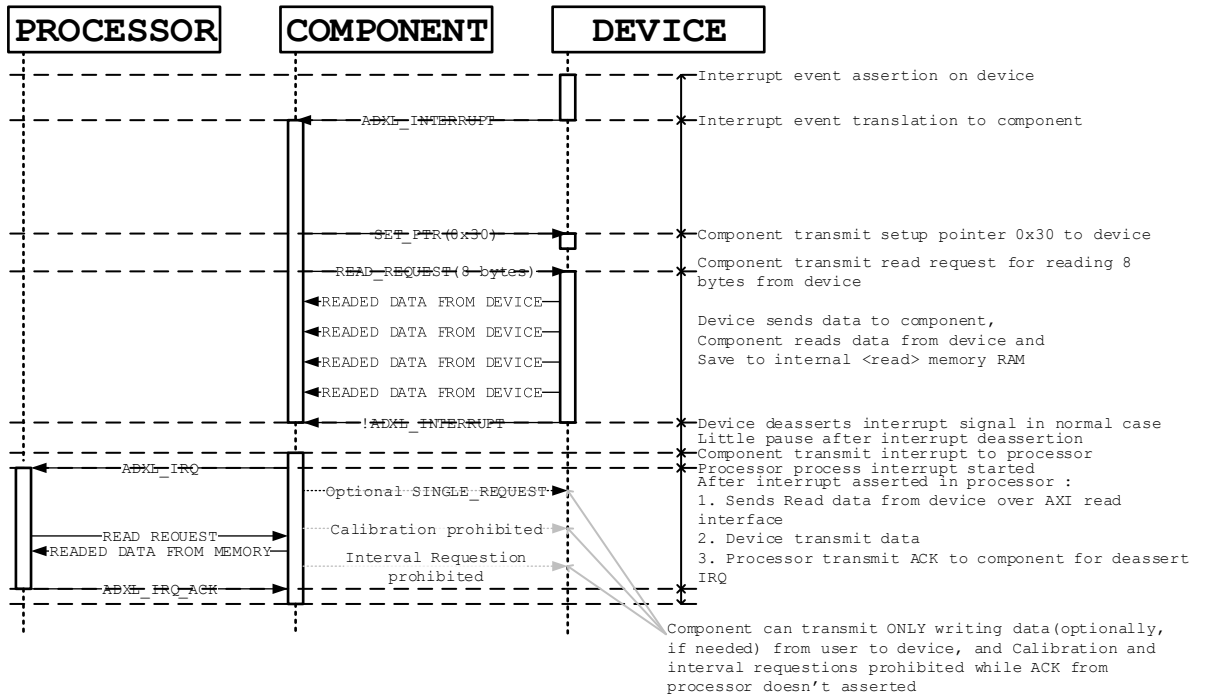 PROCESSOR
COMPONENT
DEVICE
Interrupt event assertion on device
ADXL_INTERRUPT
Interrupt event translation to component
SET_PTR(0x30)
Component transmit setup pointer 0x30 to device
READ_REQUEST(8 bytes)
Component transmit read request for reading 8
bytes from device
READED DATA FROM DEVICE
READED DATA FROM DEVICE
READED DATA FROM DEVICE
READED DATA FROM DEVICE
Device sends data to component,
Component reads data from device and
Save to internal <read> memory RAM
!ADXL_INTERRUPT
Device deasserts interrupt signal in normal case
Little pause after interrupt deassertion
Component transmit interrupt to processor
ADXL_IRQ
Processor process interrupt started
After interrupt asserted in processor :
1. Sends Read data from device over AXI read
interface
2. Device transmit data
3. Processor transmit ACK to component for deassert
IRQ
Optional SINGLE_REQUEST
Calibration prohibited
READ REQUEST
READED DATA FROM MEMORY
Interval Requestion
prohibited
ADXL_IRQ_ACK
Component can transmit ONLY writing data(optionally,
if needed) from user to device, and Calibration and
interval requestions prohibited while ACK from
processor doesn't asserted